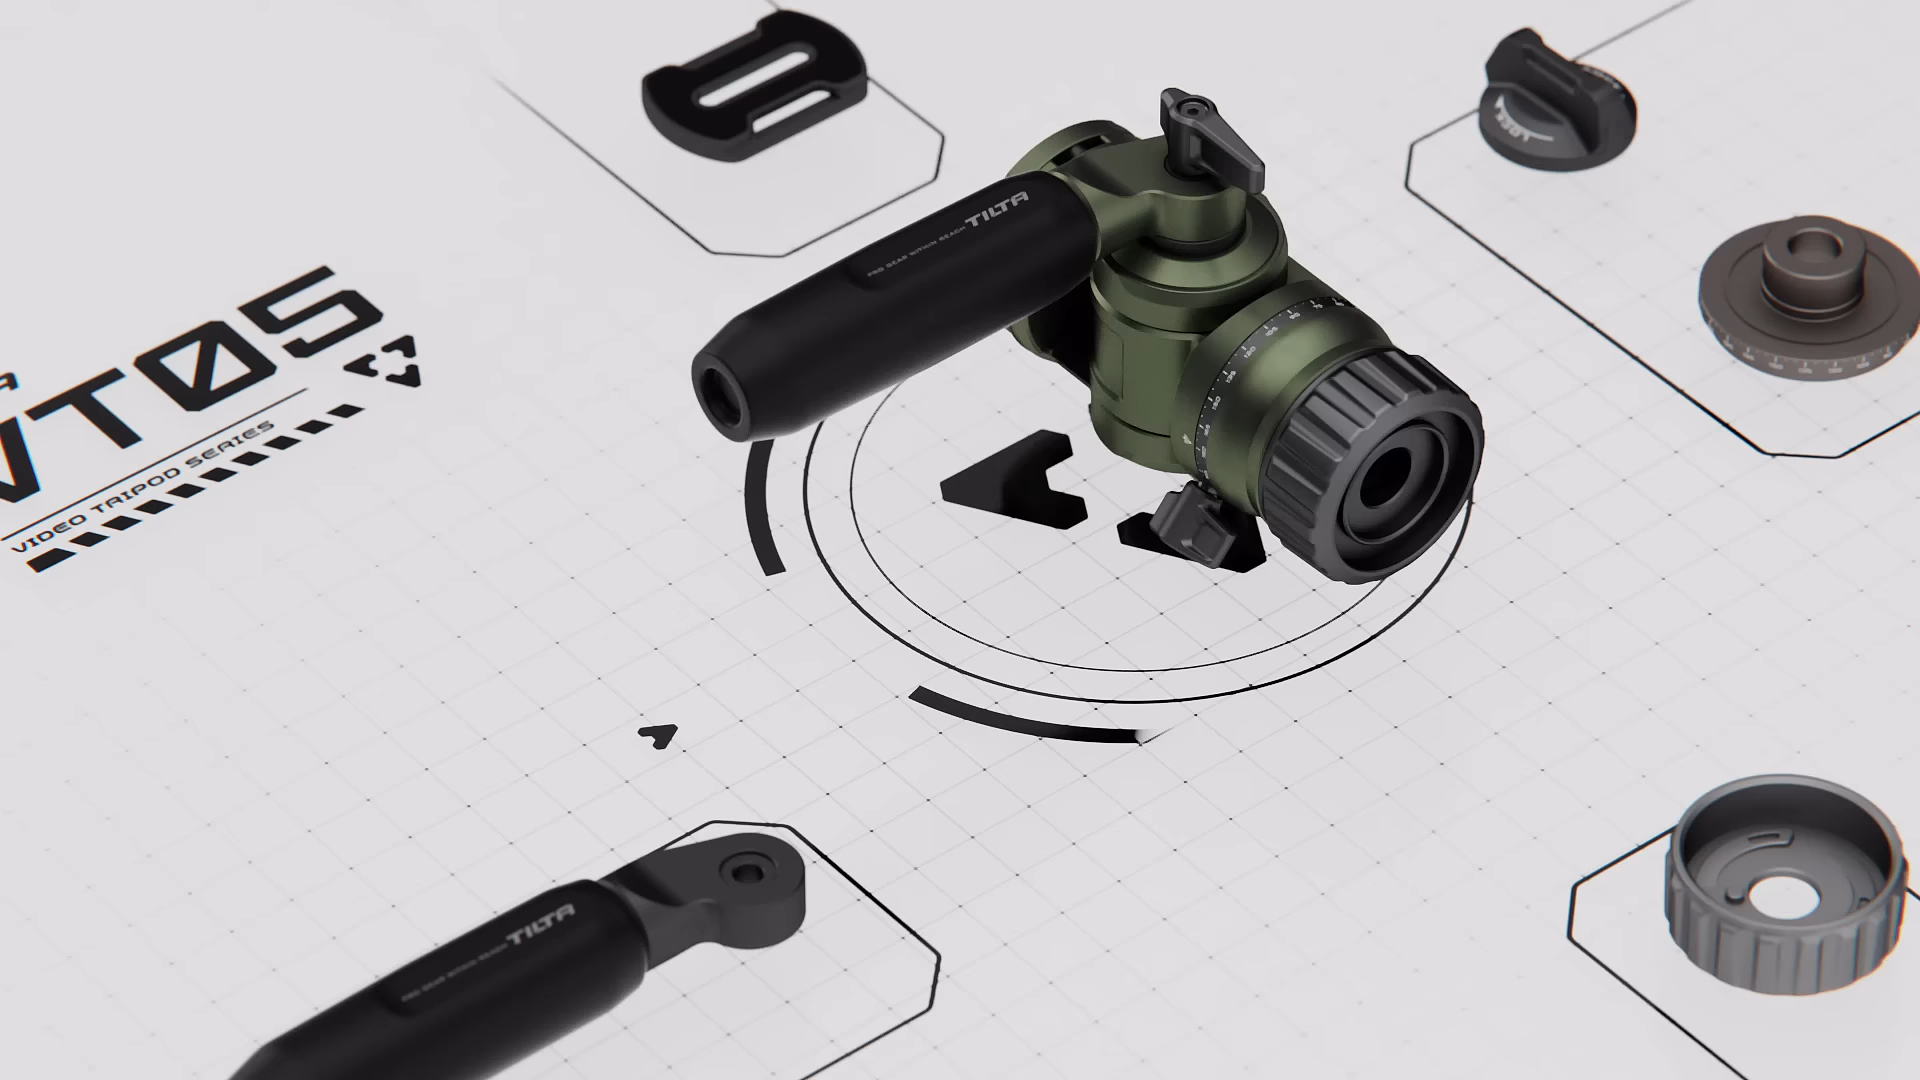 VT05
VIDEO TRIPOD SERIES
TILTA
PRO GEAR WITHIN REACH
TILTA
PRO GEAR WITHIN REACH